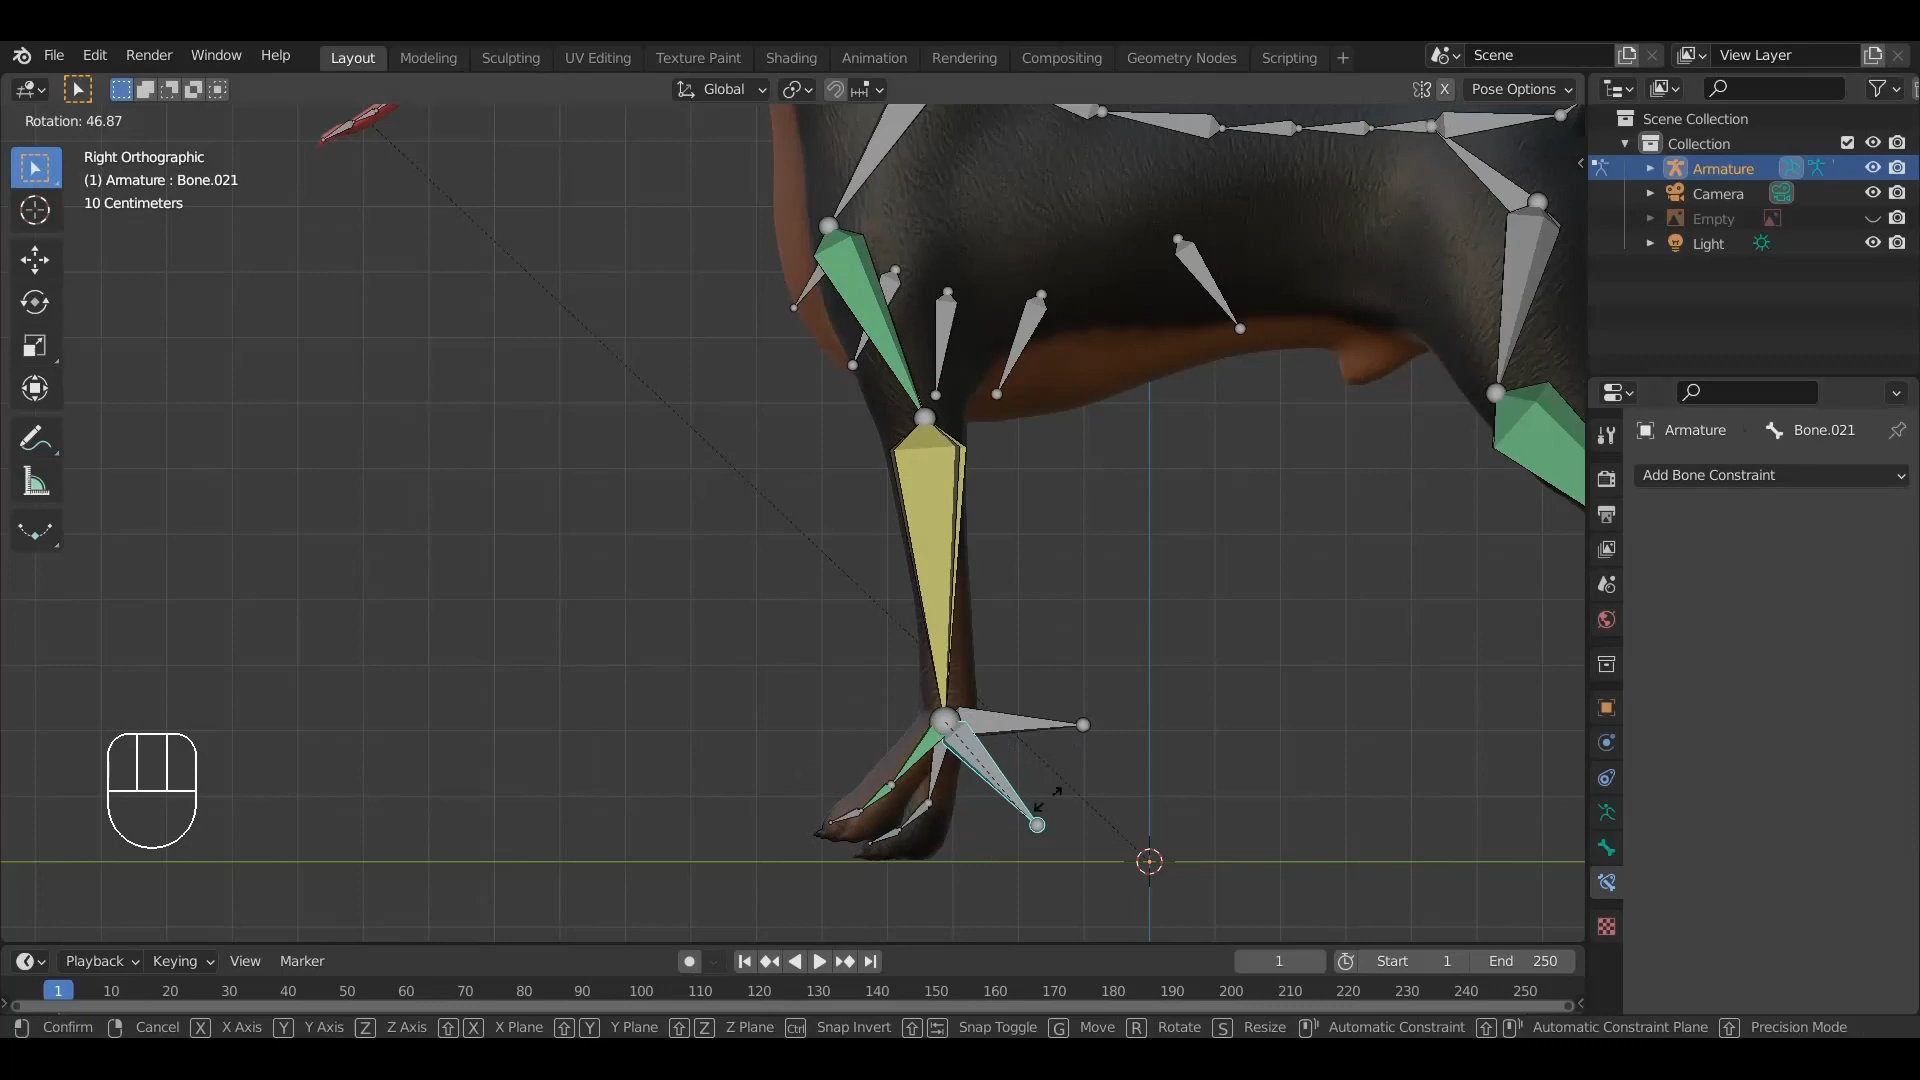 File Edit Render Window Help Layout Modeling Sculpting UV Editing Texture Paint Shading Animation Rendering Compositing Geometry Nodes Scripting + Scene View Layer
Global X Pose Options
Rotation: 46.87
Right Orthographic
(1) Armature : Bone.021
10 Centimeters
Scene Collection
Collection
Armature
Camera
Empty
Light
Armature Bone.021
Add Bone Constraint
Playback Keying View Marker 1 Start 1 End 250
1 10 20 30 40 50 60 70 80 90 100 110 120 130 140 150 160 170 180 190 200 210 220 230 240 250
Confirm Cancel X X Axis Y Y Axis Z Z Axis X X Plane Y Y Plane Z Z Plane Ctrl Snap Invert Snap Toggle G Move R Rotate S Resize Automatic Constraint Automatic Constraint Plane Precision Mode